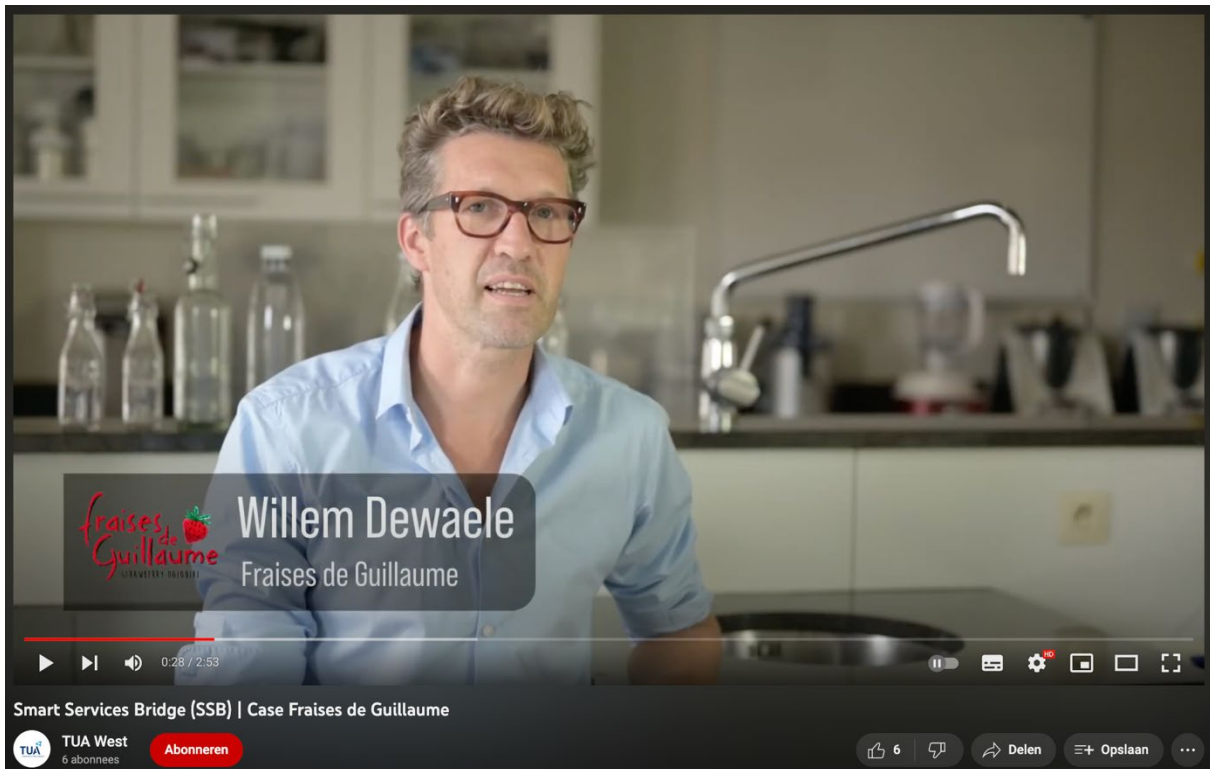 Willem Dewaele
fraises
de
Guillaume
Fraises de Guillaume
0:28 / 2:53
HD
Smart Services Bridge (SSB) | Case Fraises de Guillaume
TUA
TUA West
6 abonnees
Abonneren
6
Delen
Opslaan